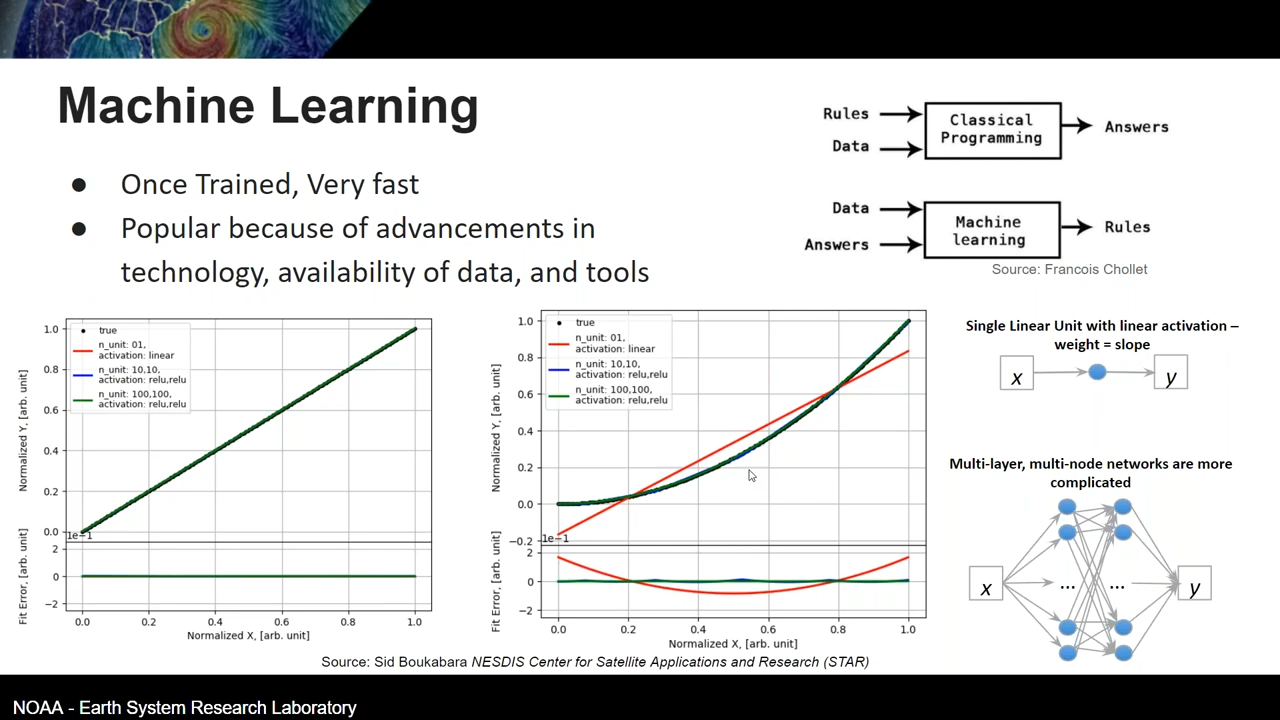 Machine Learning
● Once Trained, Very fast
● Popular because of advancements in
technology, availability of data, and tools
Rules
Data
Classical
Programming
Answers
Data
Answers
Machine
learning
Rules
Source: Francois Chollet
Normalized Y, [arb. unit]
1.0
0.8
0.6
0.4
0.2
0.0
true
n_unit: 01,
activation: linear
n_unit: 10,10,
activation: relu,relu
n_unit: 100,100,
activation: relu,relu
1e−1
Fit Error, [arb. unit]
2
0
−2
0.0 0.2 0.4 0.6 0.8 1.0
Normalized X, [arb. unit]
Normalized Y, [arb. unit]
1.0
0.8
0.6
0.4
0.2
0.0
−0.2
true
n_unit: 01,
activation: linear
n_unit: 10,10,
activation: relu,relu
n_unit: 100,100,
activation: relu,relu
1e−1
Fit Error, [arb. unit]
2
0
−2
0.0 0.2 0.4 0.6 0.8 1.0
Normalized X, [arb. unit]
Single Linear Unit with linear activation –
weight = slope
x y
Multi-layer, multi-node networks are more
complicated
... ...
x y
Source: Sid Boukabara NESDIS Center for Satellite Applications and Research (STAR)
NOAA - Earth System Research Laboratory